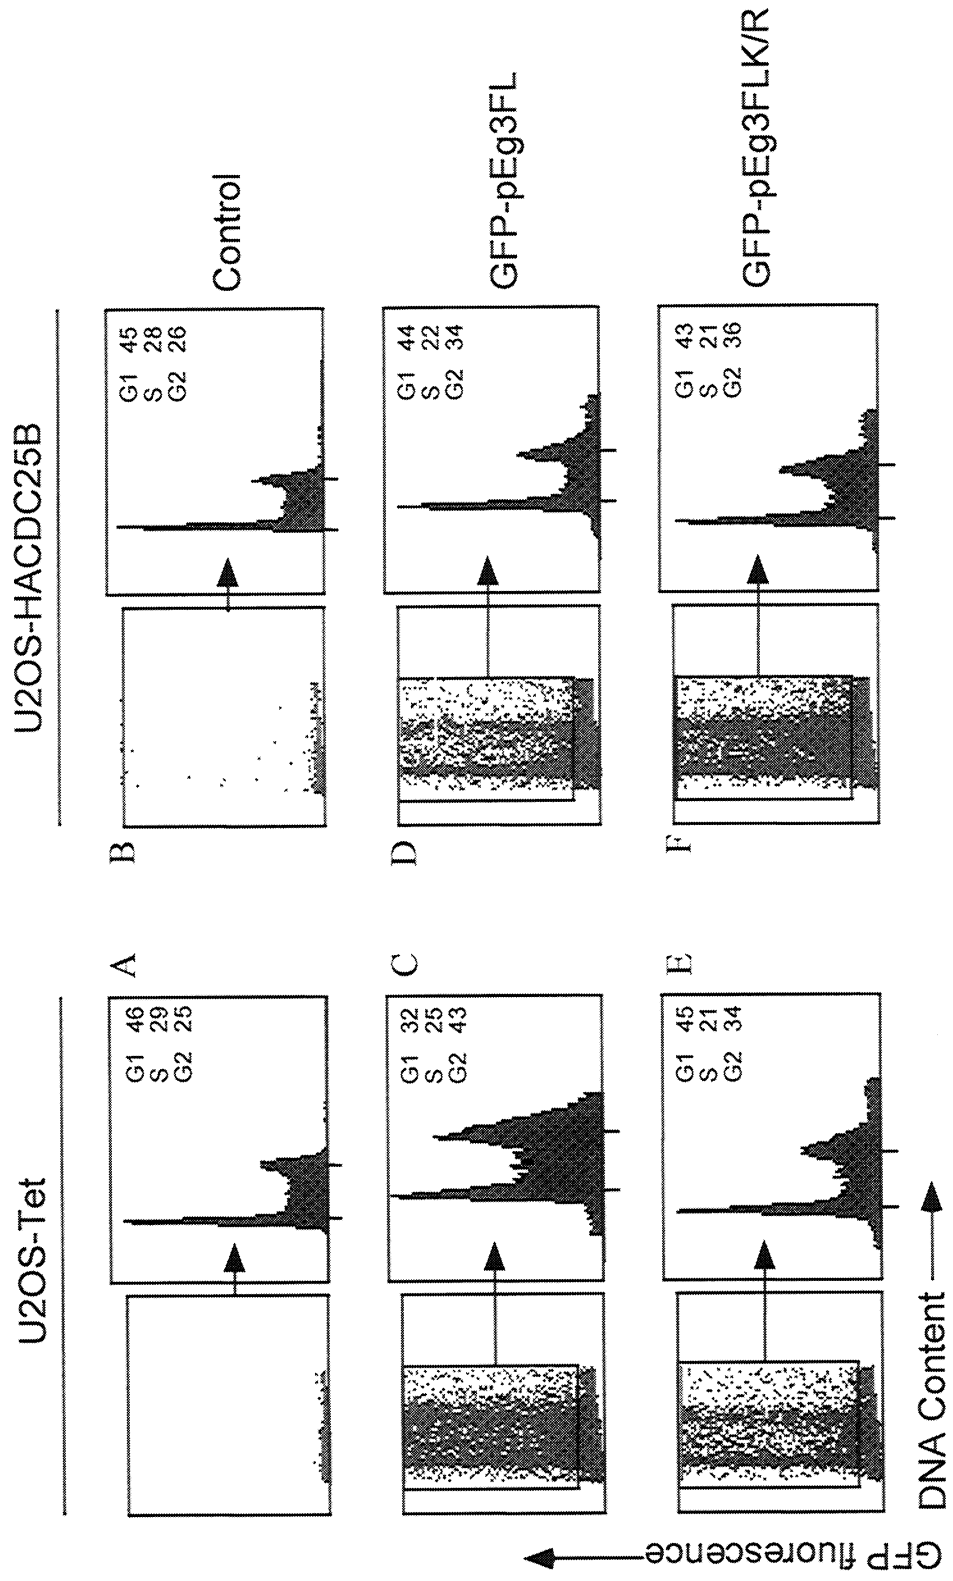 U2OS-Tet
U2OS-HACDC25B
A
G1 46
S 29
G2 25
B
G1 45
S 28
G2 26
Control
C
G1 32
S 25
G2 43
D
G1 44
S 22
G2 34
GFP-pEg3FL
E
G1 45
S 21
G2 34
F
G1 43
S 21
G2 36
GFP-pEg3FLK/R
GFP fluorescence
DNA Content